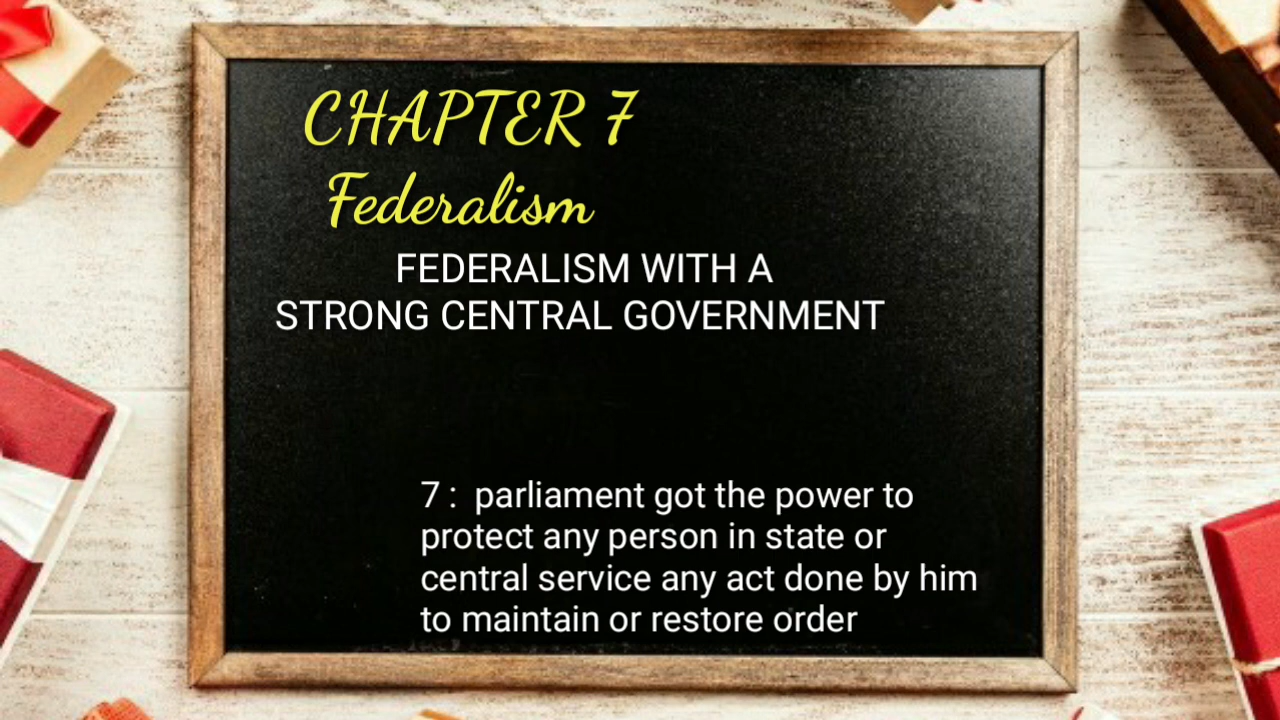 CHAPTER 7
Federalism
FEDERALISM WITH A
STRONG CENTRAL GOVERNMENT
7 : parliament got the power to
protect any person in state or
central service any act done by him
to maintain or restore order